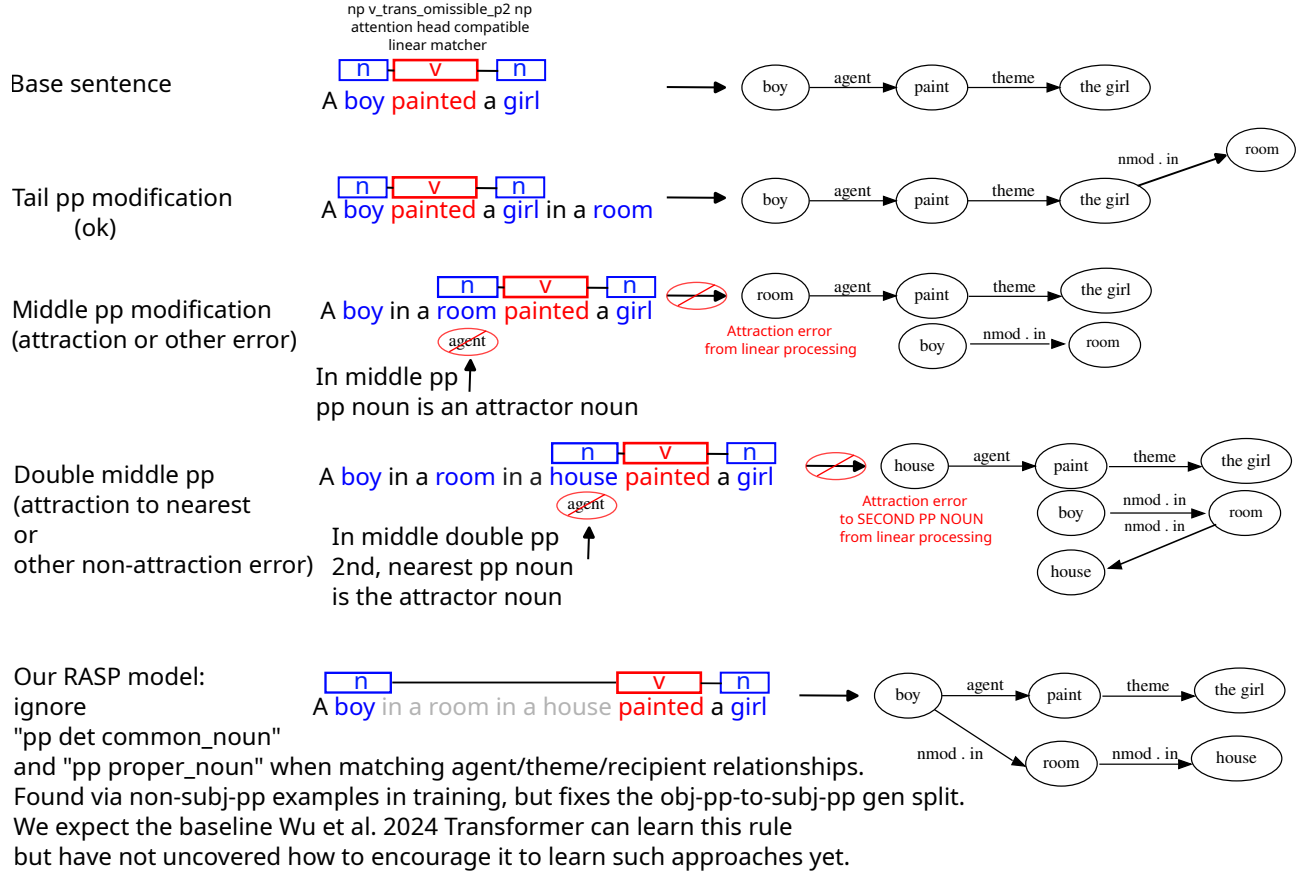 np v_trans_omissible_p2 np
attention head compatible
linear matcher
n v n
Base sentence
A boy painted a girl
boy agent paint theme the girl
nmod . in room
n v n
Tail pp modification
(ok)
A boy painted a girl in a room
boy agent paint theme the girl
n v n
Middle pp modification
(attraction or other error)
A boy in a room painted a girl
room agent paint theme the girl
agent
Attraction error
from linear processing
boy nmod . in room
In middle pp
pp noun is an attractor noun
n v n
Double middle pp
(attraction to nearest
or
other non-attraction error)
A boy in a room in a house painted a girl
house agent paint theme the girl
agent
Attraction error
to SECOND PP NOUN
from linear processing
boy nmod . in room
nmod . in
house
In middle double pp
2nd, nearest pp noun
is the attractor noun
n v n
Our RASP model:
ignore
"pp det common_noun"
and "pp proper_noun" when matching agent/theme/recipient relationships.
Found via non-subj-pp examples in training, but fixes the obj-pp-to-subj-pp gen split.
We expect the baseline Wu et al. 2024 Transformer can learn this rule
but have not uncovered how to encourage it to learn such approaches yet.
A boy in a room in a house painted a girl
boy agent paint theme the girl
nmod . in room nmod . in house